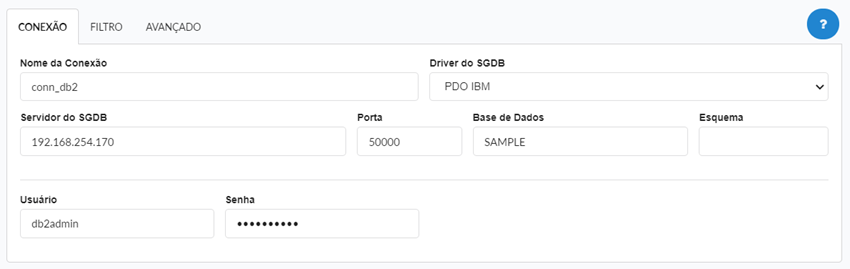 CONEXÃO FILTRO AVANÇADO ?
Nome da Conexão Driver do SGDB
conn_db2 PDO IBM
Servidor do SGDB Porta Base de Dados Esquema
192.168.254.170 50000 SAMPLE
Usuário Senha
db2admin ••••••••••